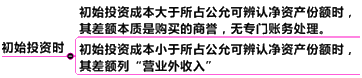 初始投资时
初始投资成本大于所占公允可辨认净资产份额时，
其差额本质是购买的商誉，无专门账务处理。
初始投资成本小于所占公允可辨认净资产份额时，
其差额列“营业外收入”